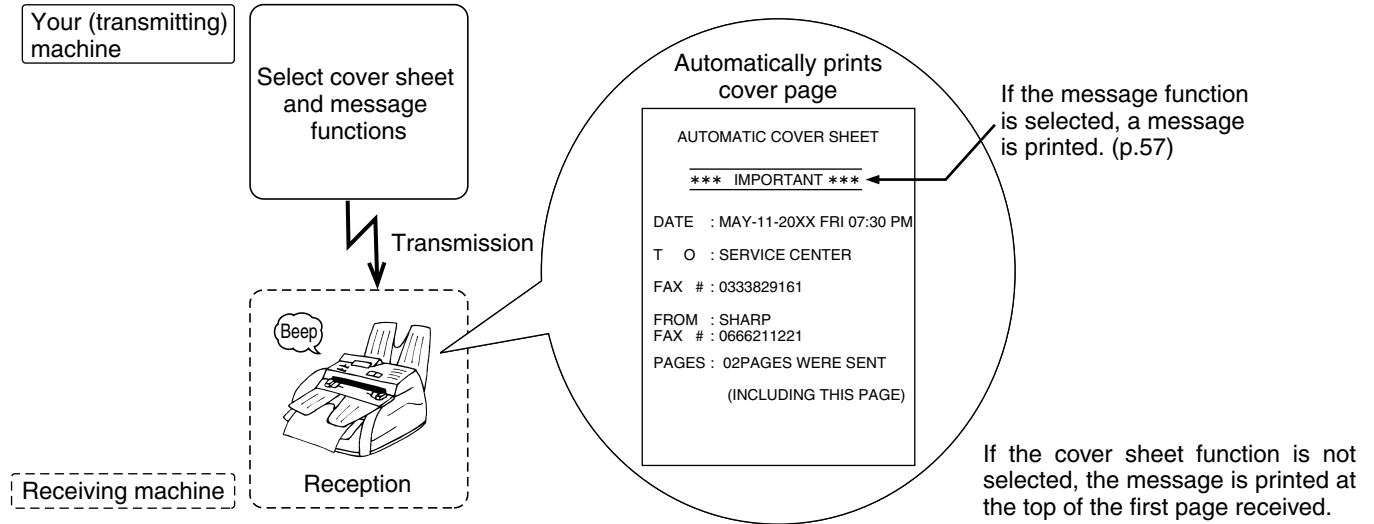 Your (transmitting)
machine
Select cover sheet
and message
functions
Transmission
Beep
Reception
Receiving machine
Automatically prints
cover page
AUTOMATIC COVER SHEET
*** IMPORTANT ***
DATE : MAY-11-20XX FRI 07:30 PM
T O : SERVICE CENTER
FAX # : 0333829161
FROM : SHARP
FAX # : 0666211221
PAGES : 02PAGES WERE SENT
(INCLUDING THIS PAGE)
If the message function
is selected, a message
is printed. (p.57)
If the cover sheet function is not
selected, the message is printed at
the top of the first page received.